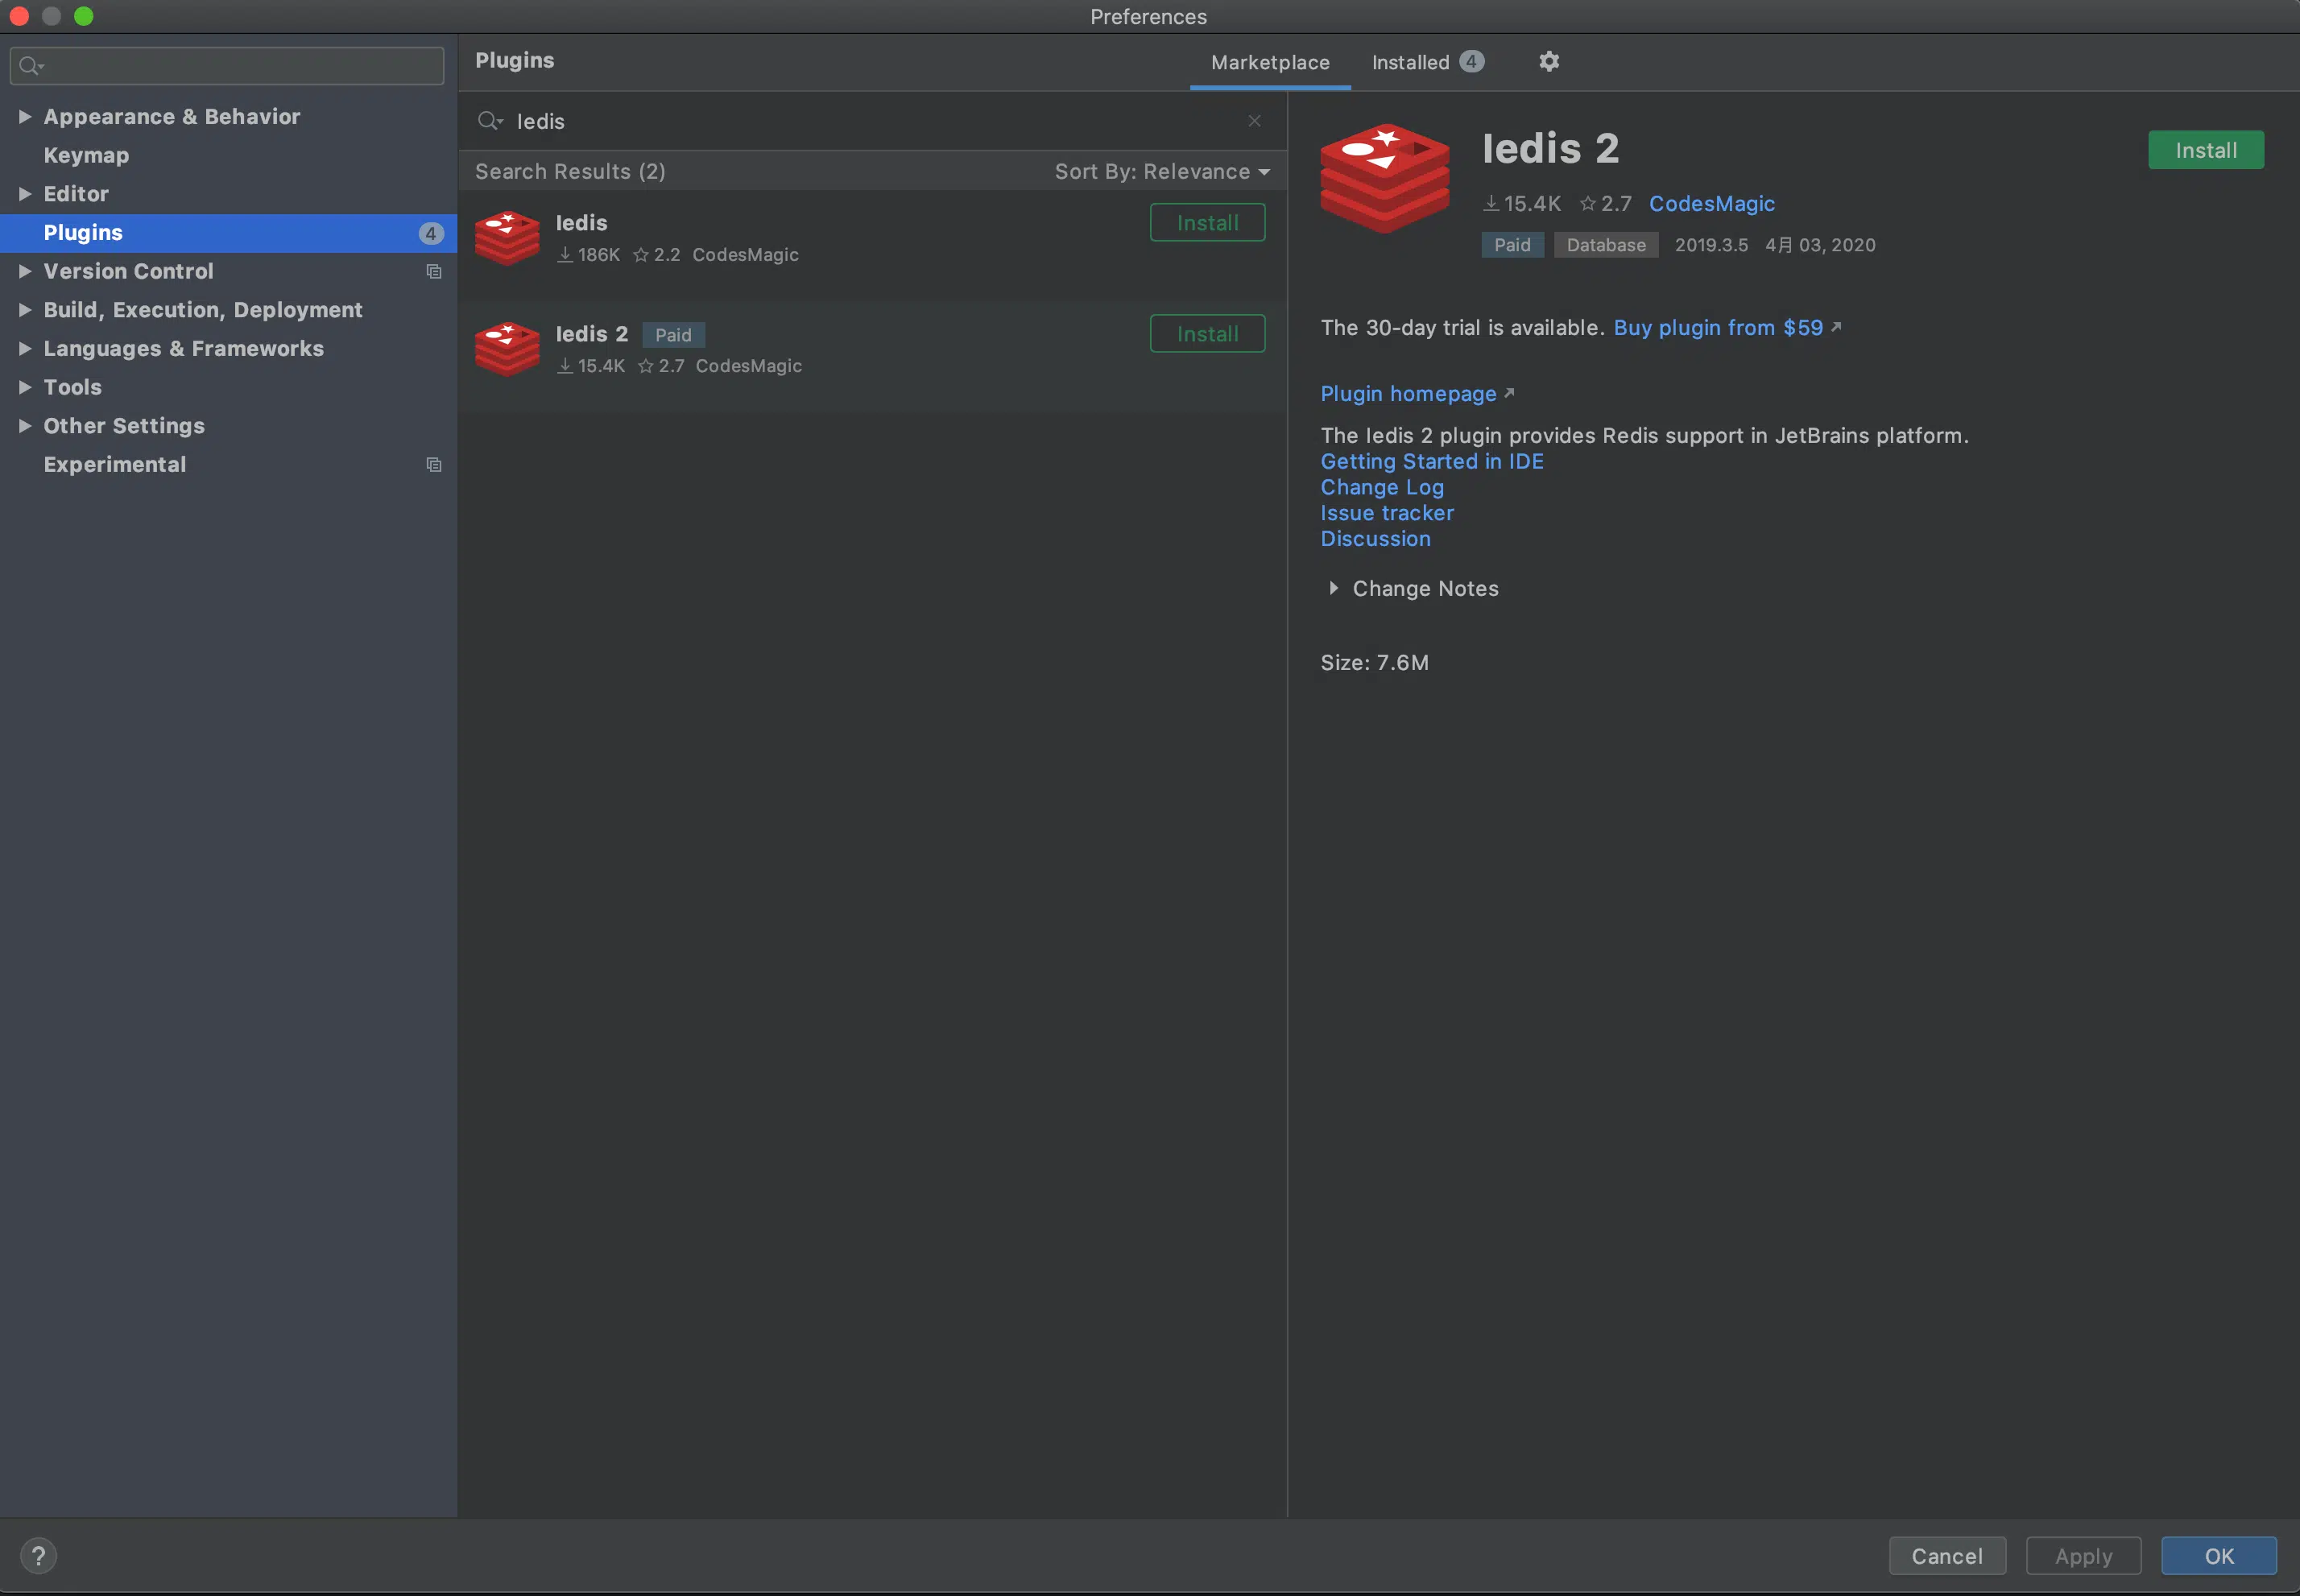 Preferences
Plugins
Marketplace
Installed 4
Appearance & Behavior
Keymap
Editor
Plugins 4
Version Control
Build, Execution, Deployment
Languages & Frameworks
Tools
Other Settings
Experimental
Iedis
Search Results (2)
Sort By: Relevance
Iedis
Install
186K 2.2 CodesMagic
Iedis 2 Paid
Install
15.4K 2.7 CodesMagic
Iedis 2
Install
15.4K 2.7 CodesMagic
Paid Database 2019.3.5 4月 03, 2020
The 30-day trial is available. Buy plugin from $59
Plugin homepage
The Iedis 2 plugin provides Redis support in JetBrains platform.
Getting Started in IDE
Change Log
Issue tracker
Discussion
Change Notes
Size: 7.6M
?
Cancel
Apply
OK